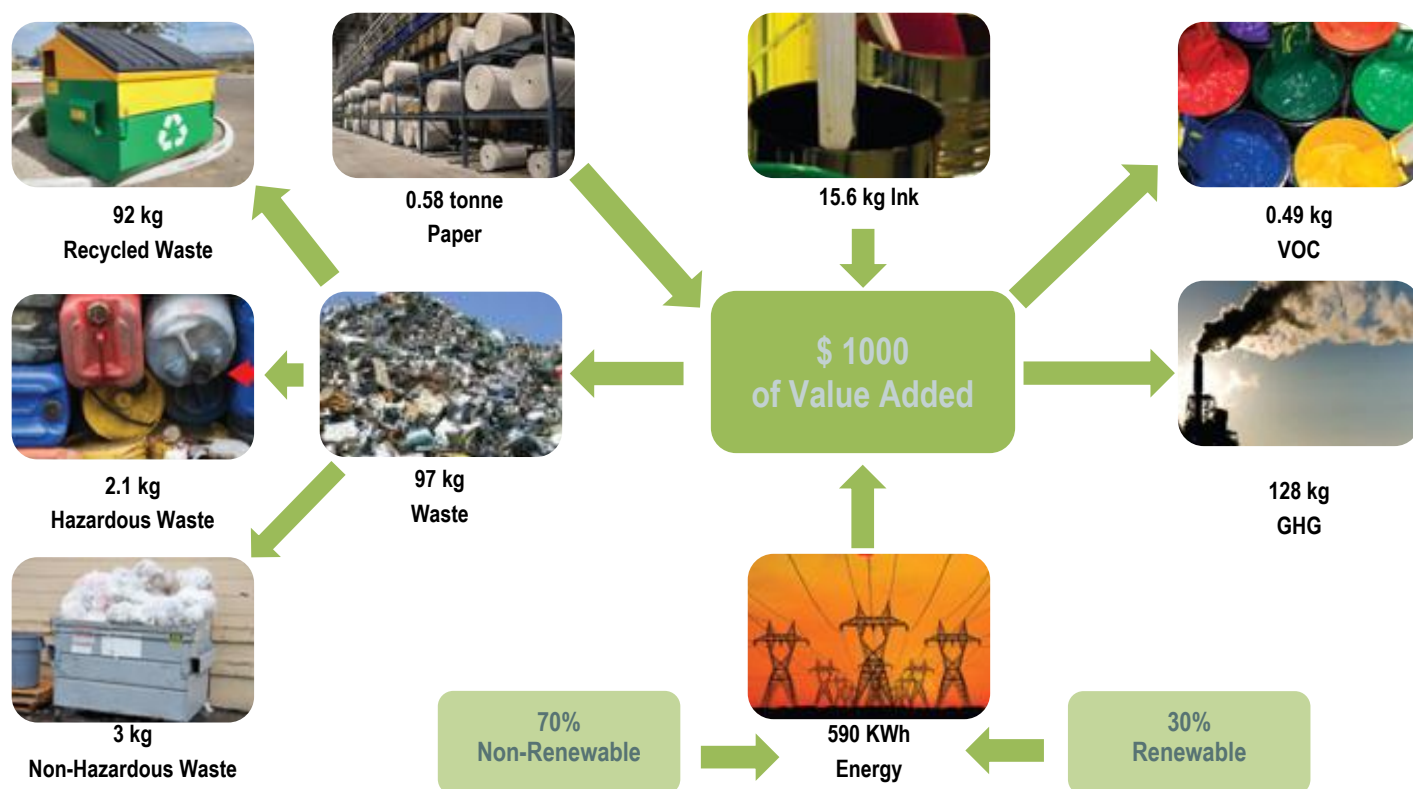 92 kg
Recycled Waste
0.58 tonne
Paper
15.6 kg Ink
0.49 kg
VOC
2.1 kg
Hazardous Waste
97 kg
Waste
$ 1000
of Value Added
128 kg
GHG
3 kg
Non-Hazardous Waste
70%
Non-Renewable
590 KWh
Energy
30%
Renewable